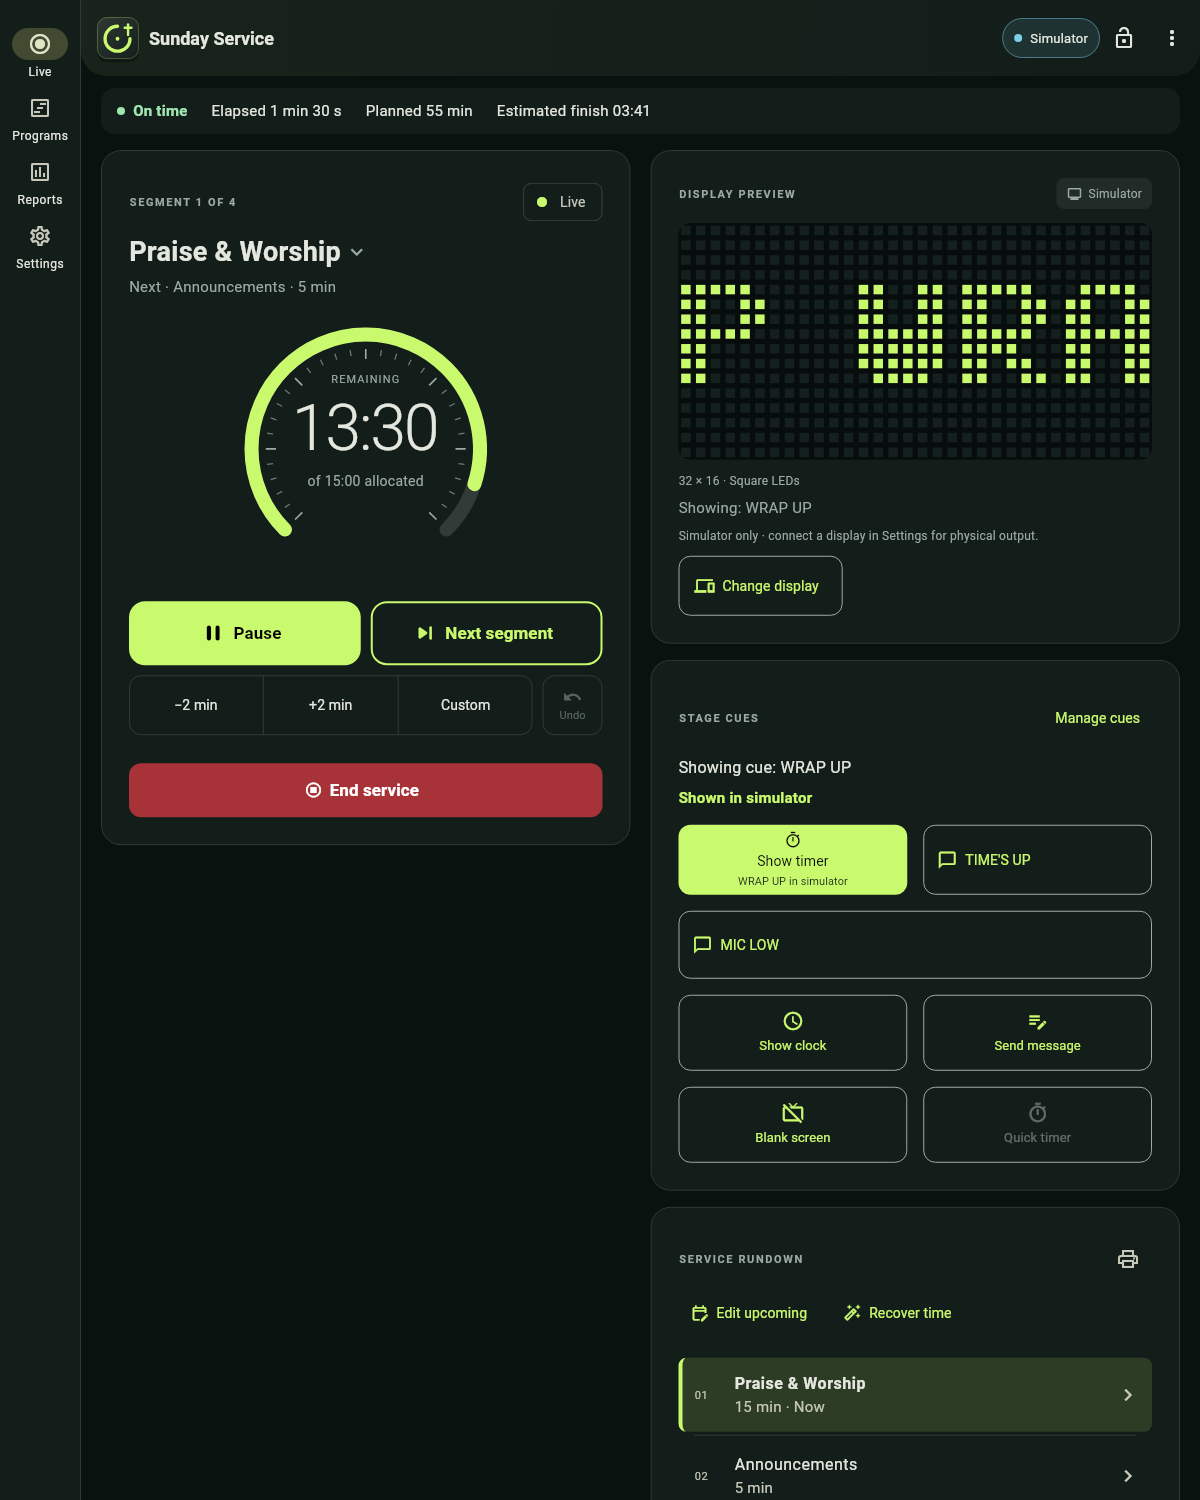 Live
Programs
Reports
Settings
Sunday Service
Simulator
On time
Elapsed 1 min 30 s
Planned 55 min
Estimated finish 03:41
SEGMENT 1 OF 4
Live
Praise & Worship
Next · Announcements · 5 min
REMAINING
13:30
of 15:00 allocated
Pause
Next segment
−2 min
+2 min
Custom
Undo
End service
DISPLAY PREVIEW
Simulator
P WRA
32 × 16 · Square LEDs
Showing: WRAP UP
Simulator only · connect a display in Settings for physical output.
Change display
STAGE CUES
Manage cues
Showing cue: WRAP UP
Shown in simulator
Show timer
WRAP UP in simulator
TIME'S UP
MIC LOW
Show clock
Send message
Blank screen
Quick timer
SERVICE RUNDOWN
Edit upcoming
Recover time
01
Praise & Worship
15 min · Now
02
Announcements
5 min